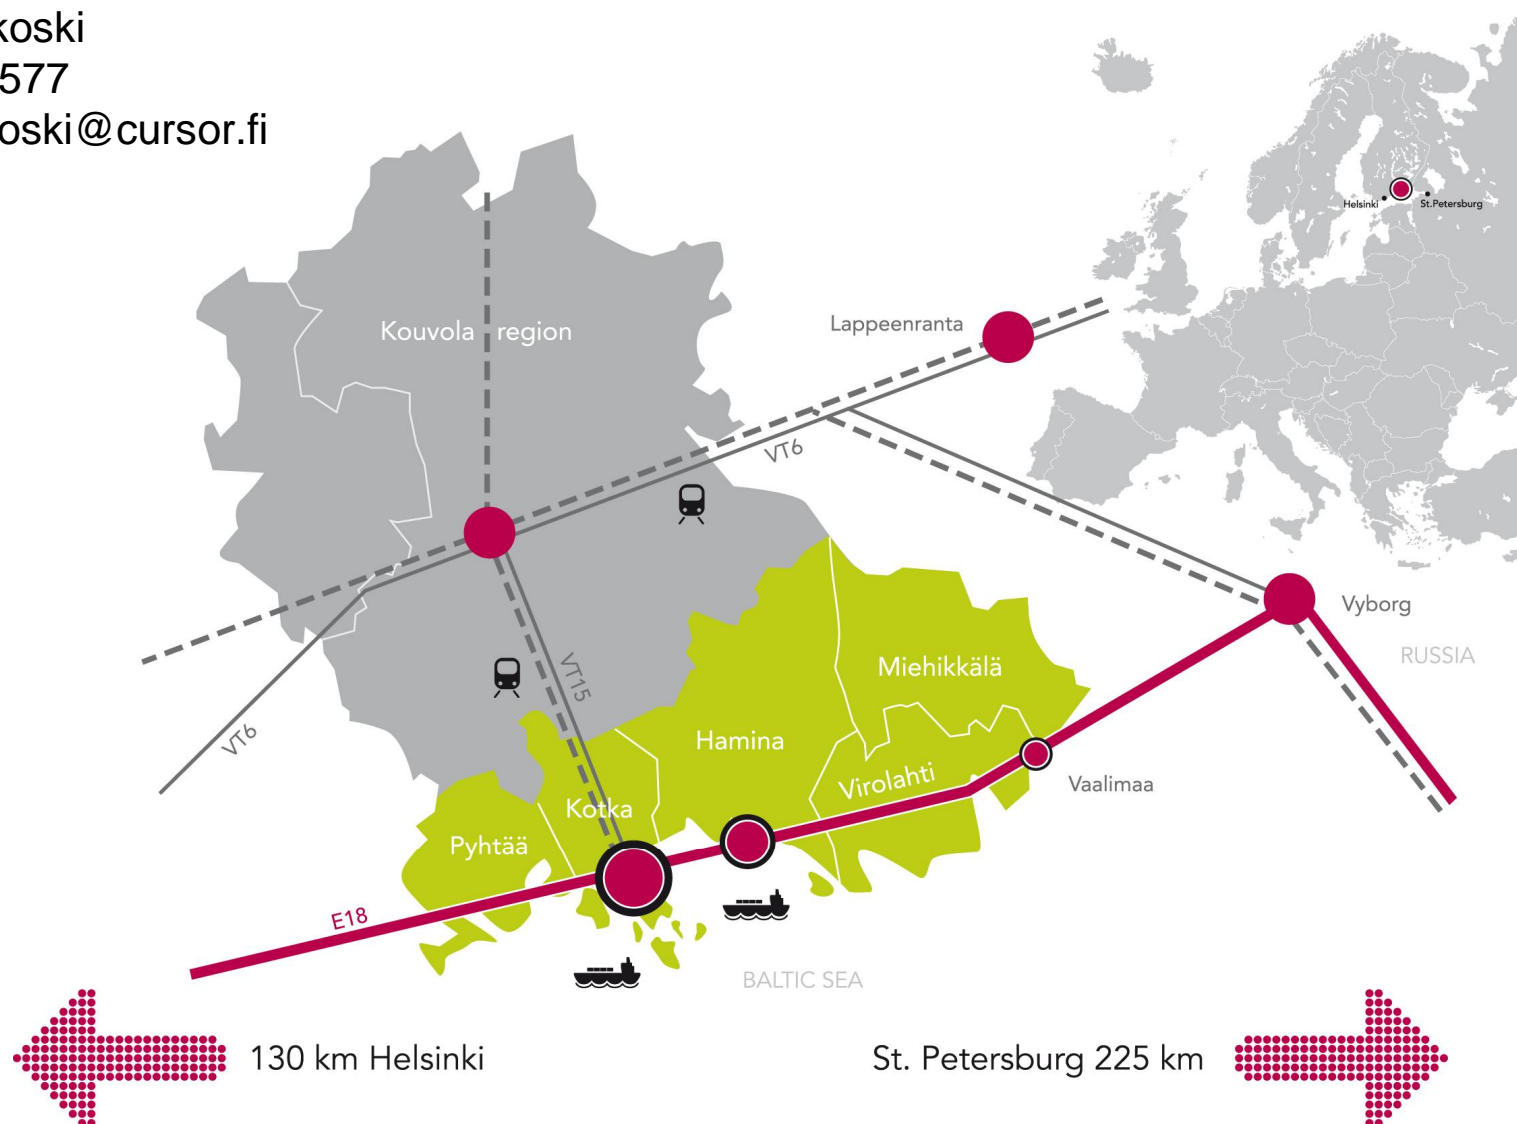 koski
577
oski@cursor.fi
Helsinki
St.Petersburg
Lappeenranta
Kouvola region
VT6
Vyborg
RUSSIA
VT15
Miehikkälä
VT6
Hamina
Virolahti
Vaalimaa
Kotka
Pyhtää
E18
BALTIC SEA
130 km Helsinki
St. Petersburg 225 km